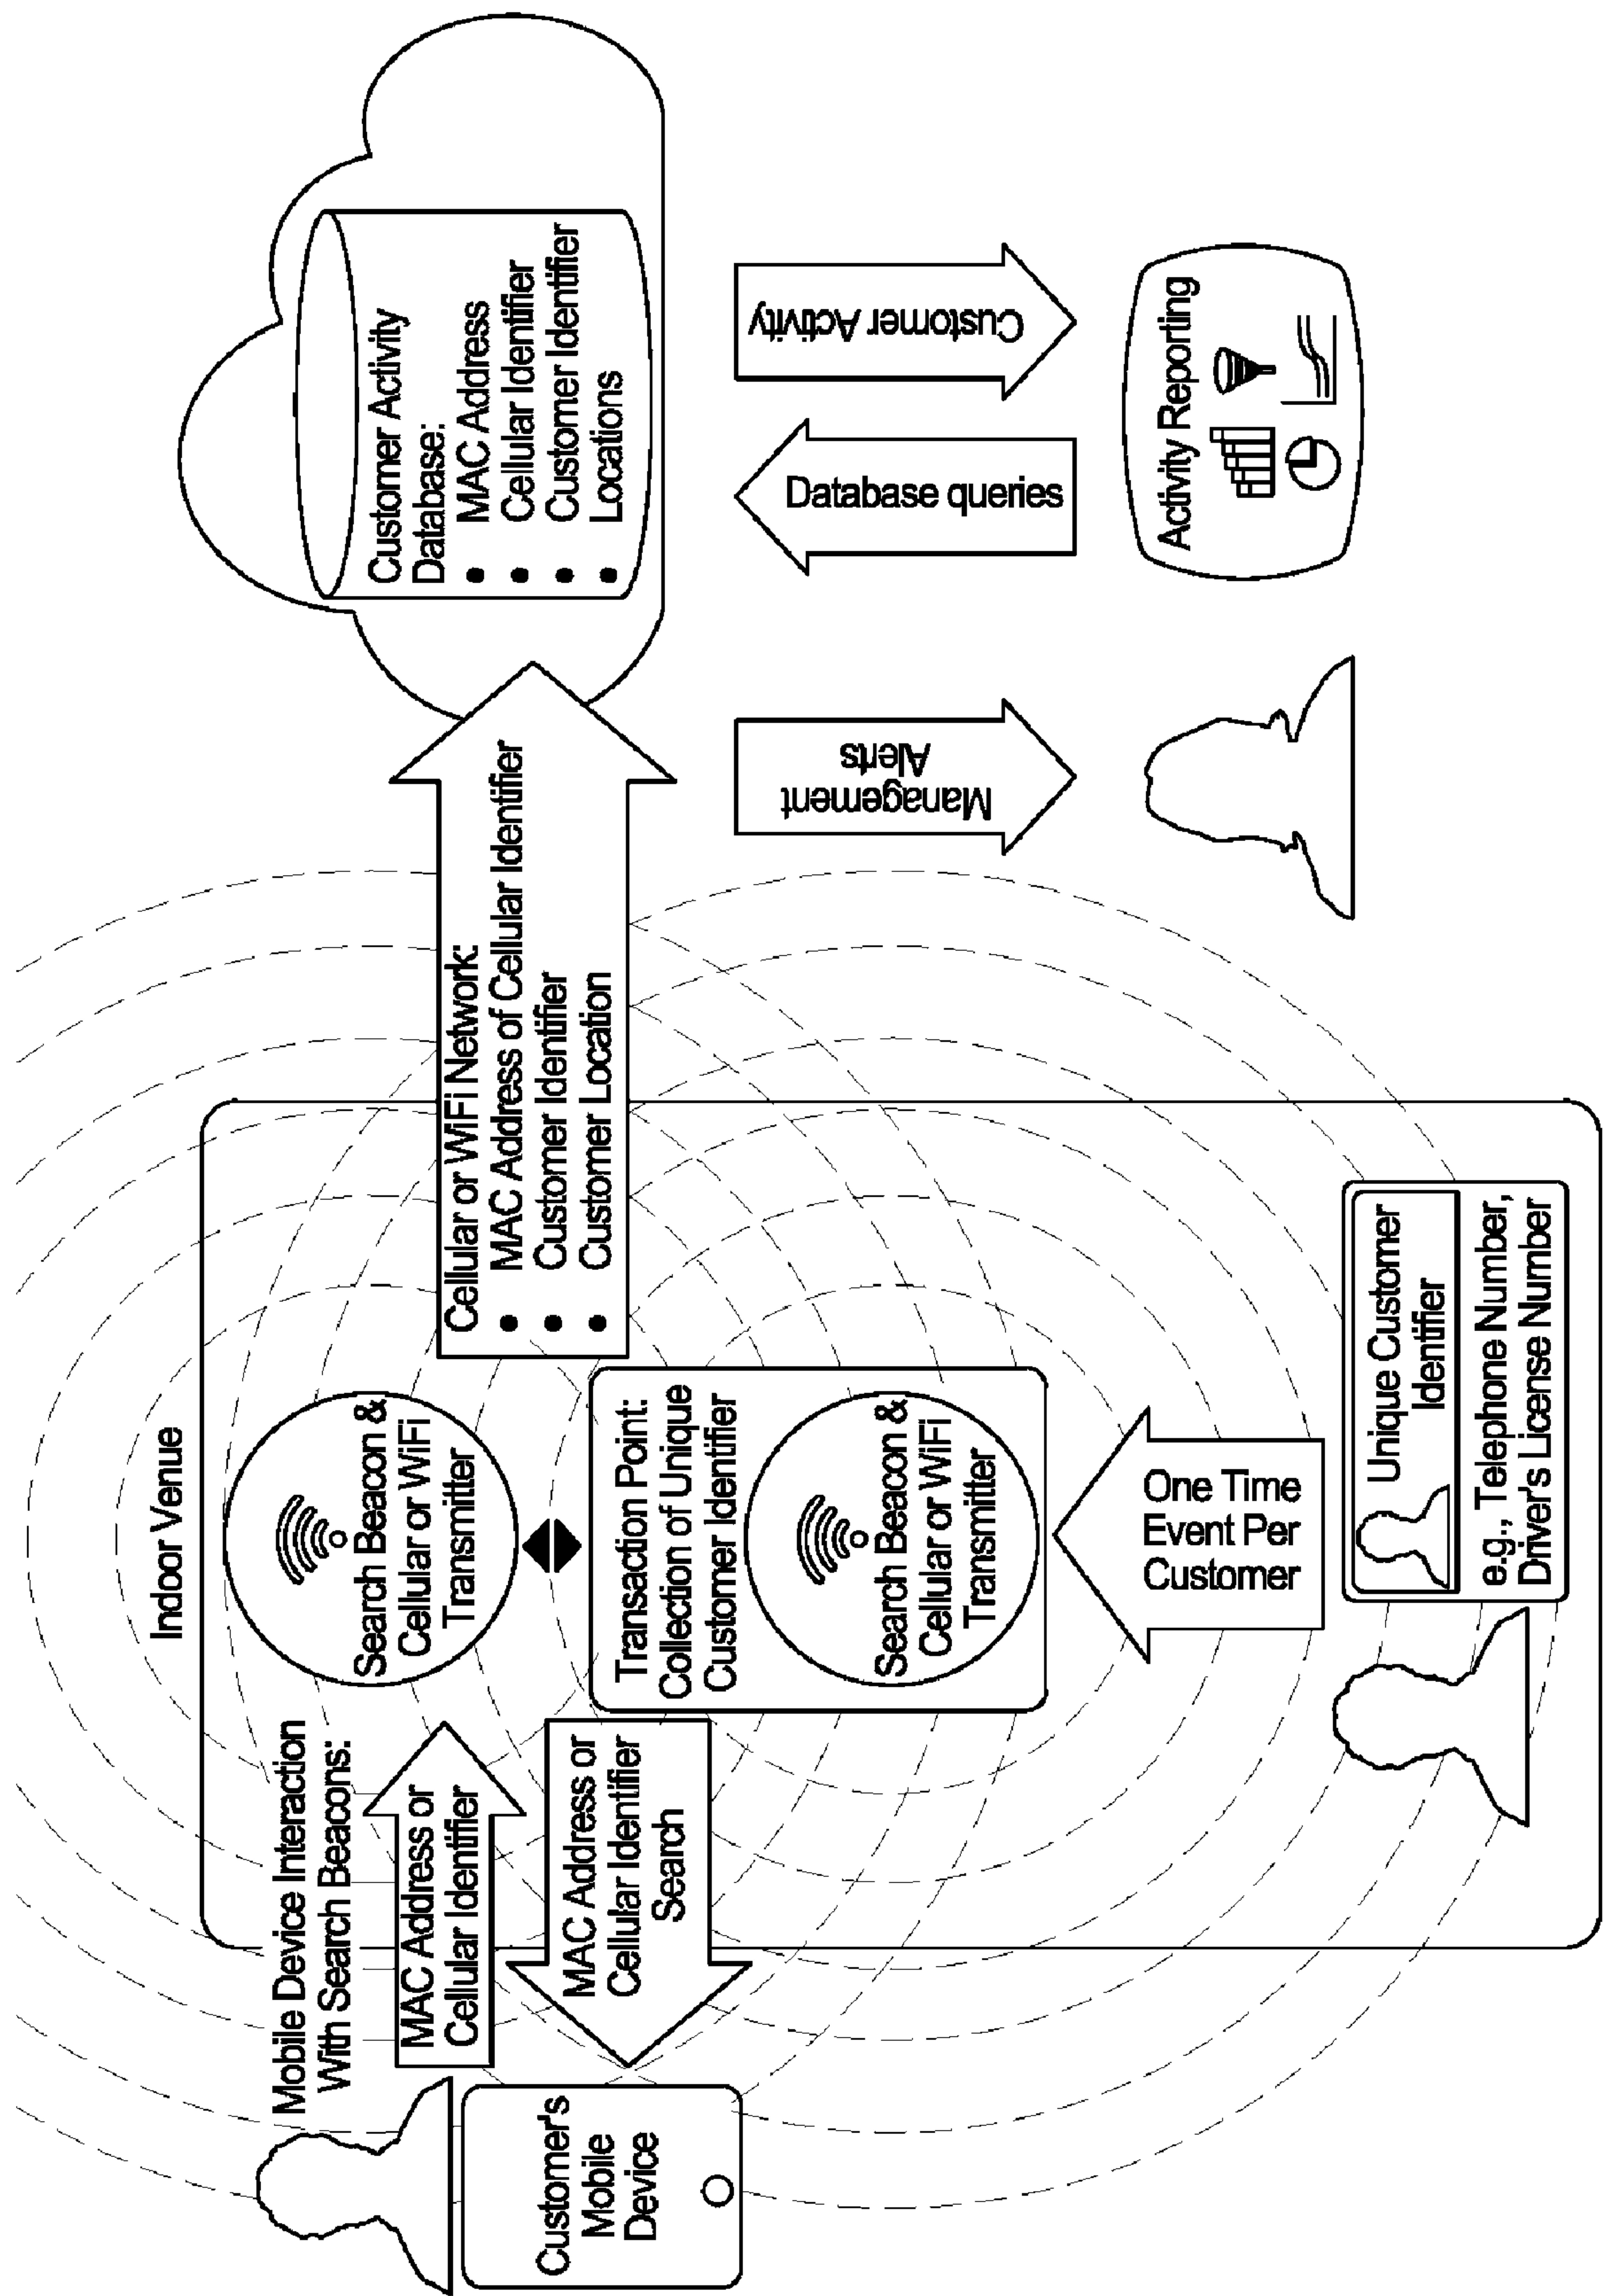 Indoor Venue
Mobile Device Interaction
With Search Beacons:
MAC Address or
Cellular Identifier
MAC Address or
Cellular Identifier
Search
Customer's
Mobile
Device
Search Beacon &
Cellular or WiFi
Transmitter
Transaction Point:
Collection of Unique
Customer Identifier
Search Beacon &
Cellular or WiFi
Transmitter
One Time
Event Per
Customer
Unique Customer
Identifier
e.g., Telephone Number,
Driver's License Number
Cellular or WiFi Network:
• MAC Address of Cellular Identifier
• Customer Identifier
• Customer Location
Customer Activity
Database:
• MAC Address
• Cellular Identifier
• Customer Identifier
• Locations
Management
Alerts
Database queries
Customer Activity
Activity Reporting